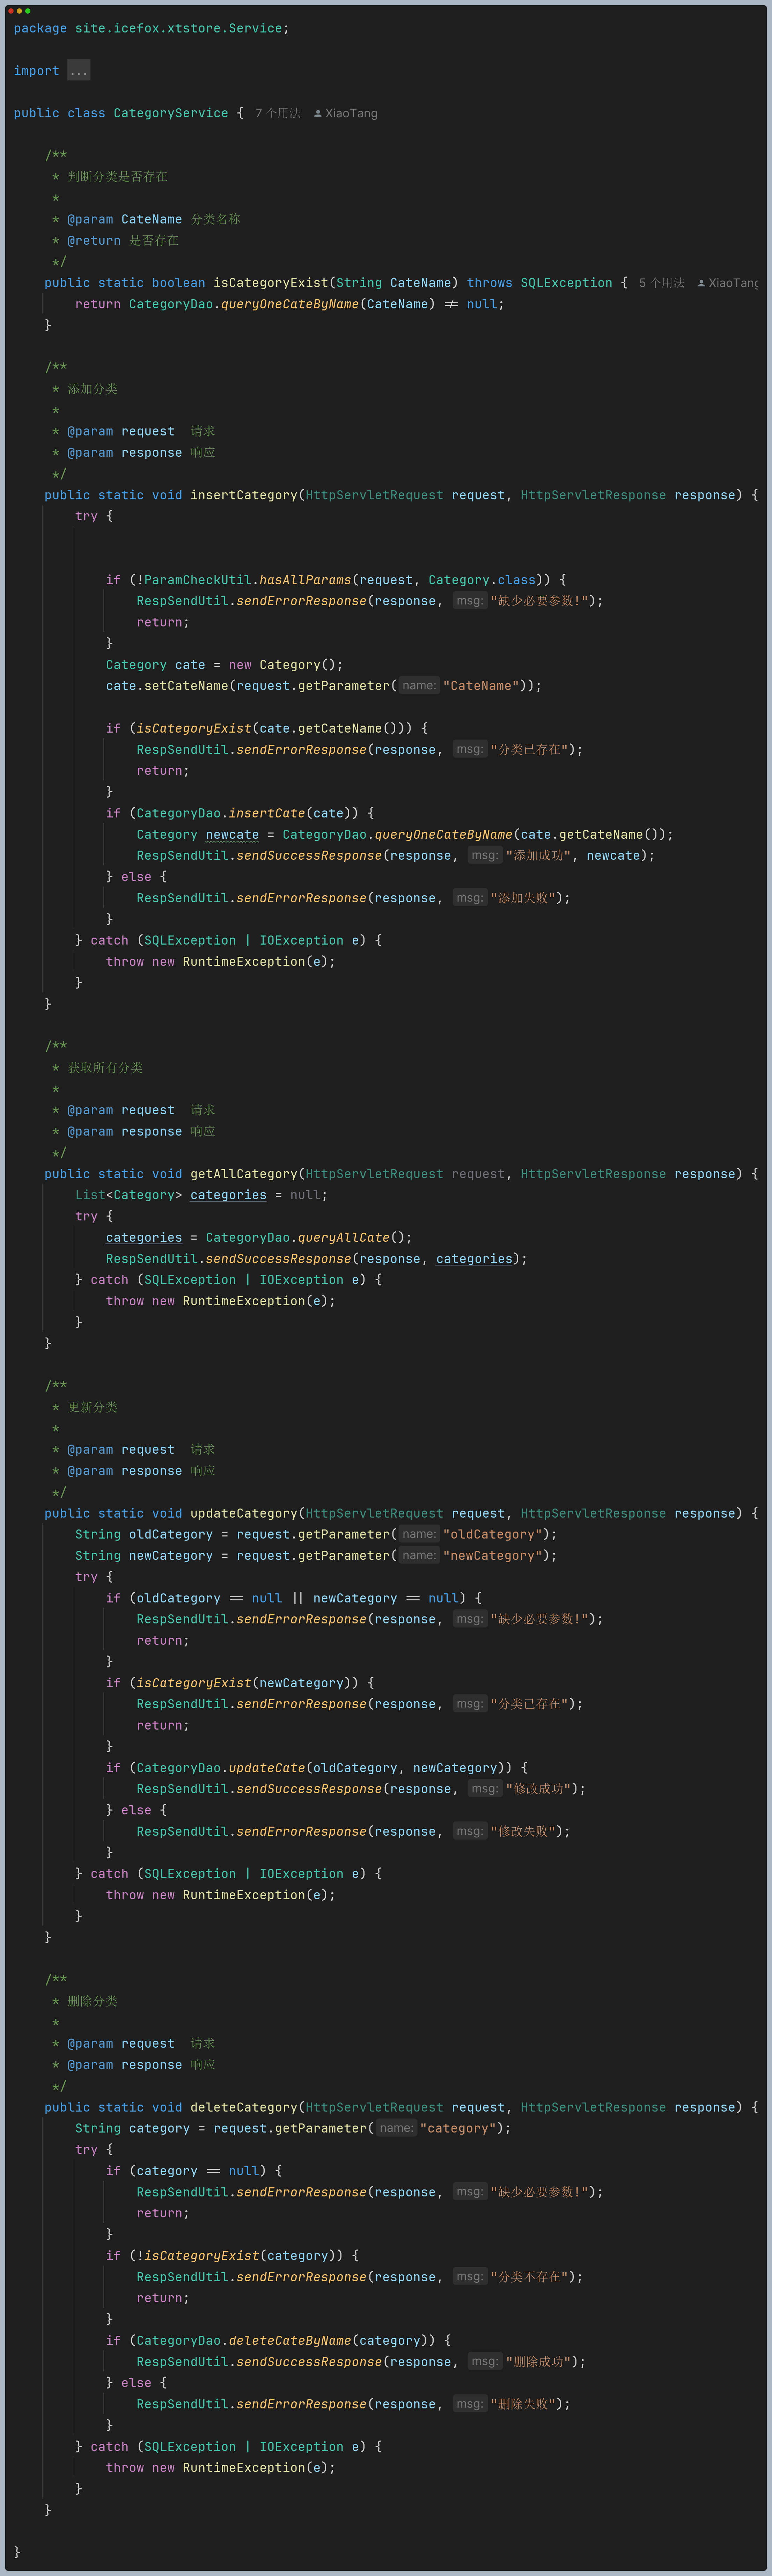 package site.icefox.xtstore.Service;
import ...
public class CategoryService { 7 个用法 XiaoTang
/**
* 判断分类是否存在
*
* @param CateName 分类名称
* @return 是否存在
*/
public static boolean isCategoryExist(String CateName) throws SQLException { 5 个用法 XiaoTang
return CategoryDao.queryOneCateByName(CateName) != null;
}
/**
* 添加分类
*
* @param request 请求
* @param response 响应
*/
public static void insertCategory(HttpServletRequest request, HttpServletResponse response) {
try {
if (!ParamCheckUtil.hasAllParams(request, Category.class)) {
RespSendUtil.sendErrorResponse(response, msg: "缺少必要参数!");
return;
}
Category cate = new Category();
cate.setCateName(request.getParameter( name: "CateName"));
if (isCategoryExist(cate.getCateName())) {
RespSendUtil.sendErrorResponse(response, msg: "分类已存在");
return;
}
if (CategoryDao.insertCate(cate)) {
Category newcate = CategoryDao.queryOneCateByName(cate.getCateName());
RespSendUtil.sendSuccessResponse(response, msg: "添加成功", newcate);
} else {
RespSendUtil.sendErrorResponse(response, msg: "添加失败");
}
} catch (SQLException | IOException e) {
throw new RuntimeException(e);
}
}
/**
* 获取所有分类
*
* @param request 请求
* @param response 响应
*/
public static void getAllCategory(HttpServletRequest request, HttpServletResponse response) {
List<Category> categories = null;
try {
categories = CategoryDao.queryAllCate();
RespSendUtil.sendSuccessResponse(response, categories);
} catch (SQLException | IOException e) {
throw new RuntimeException(e);
}
}
/**
* 更新分类
*
* @param request 请求
* @param response 响应
*/
public static void updateCategory(HttpServletRequest request, HttpServletResponse response) {
String oldCategory = request.getParameter( name: "oldCategory");
String newCategory = request.getParameter( name: "newCategory");
try {
if (oldCategory == null || newCategory == null) {
RespSendUtil.sendErrorResponse(response, msg: "缺少必要参数!");
return;
}
if (isCategoryExist(newCategory)) {
RespSendUtil.sendErrorResponse(response, msg: "分类已存在");
return;
}
if (CategoryDao.updateCate(oldCategory, newCategory)) {
RespSendUtil.sendSuccessResponse(response, msg: "修改成功");
} else {
RespSendUtil.sendErrorResponse(response, msg: "修改失败");
}
} catch (SQLException | IOException e) {
throw new RuntimeException(e);
}
}
/**
* 删除分类
*
* @param request 请求
* @param response 响应
*/
public static void deleteCategory(HttpServletRequest request, HttpServletResponse response) {
String category = request.getParameter( name: "category");
try {
if (category == null) {
RespSendUtil.sendErrorResponse(response, msg: "缺少必要参数!");
return;
}
if (!isCategoryExist(category)) {
RespSendUtil.sendErrorResponse(response, msg: "分类不存在");
return;
}
if (CategoryDao.deleteCateByName(category)) {
RespSendUtil.sendSuccessResponse(response, msg: "删除成功");
} else {
RespSendUtil.sendErrorResponse(response, msg: "删除失败");
}
} catch (SQLException | IOException e) {
throw new RuntimeException(e);
}
}
}